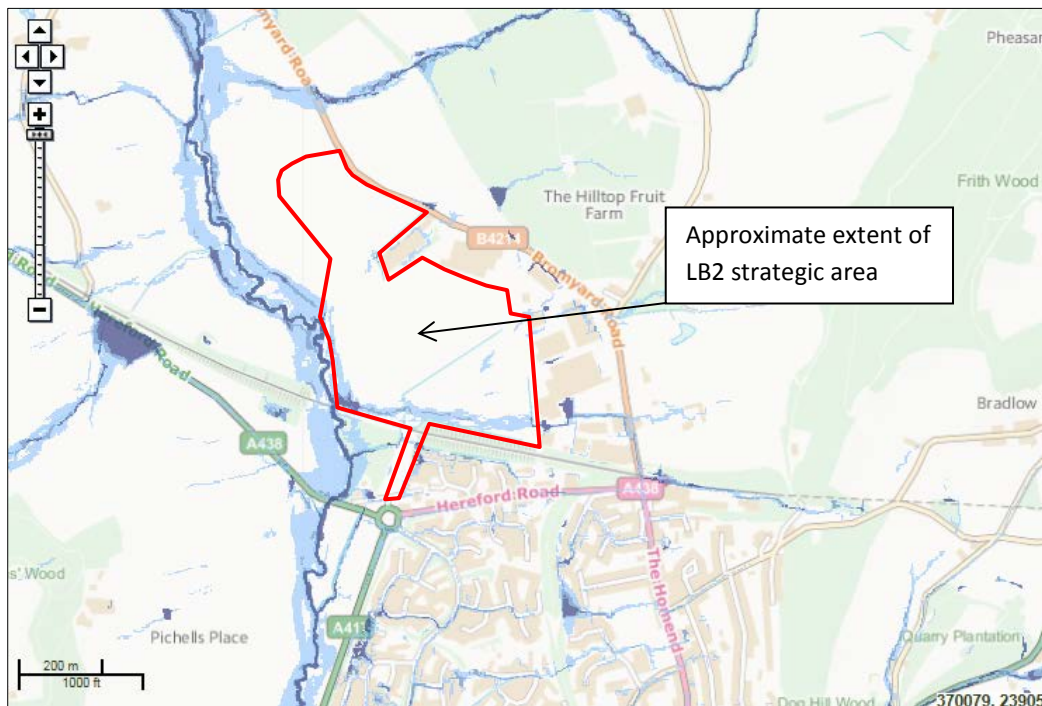 Pheasan
Bromyard Road
Frith Wood
The Hilltop Fruit
Farm
Approximate extent of
LB2 strategic area
B4214
Bromyard Road
Hereford Road
Bradlow
A438
Hereford Road
A438
The Homend
s' Wood
Pichells Place
A417
Quarry Plantation
200 m
1000 ft
Dog Hill Wood
370079, 23905